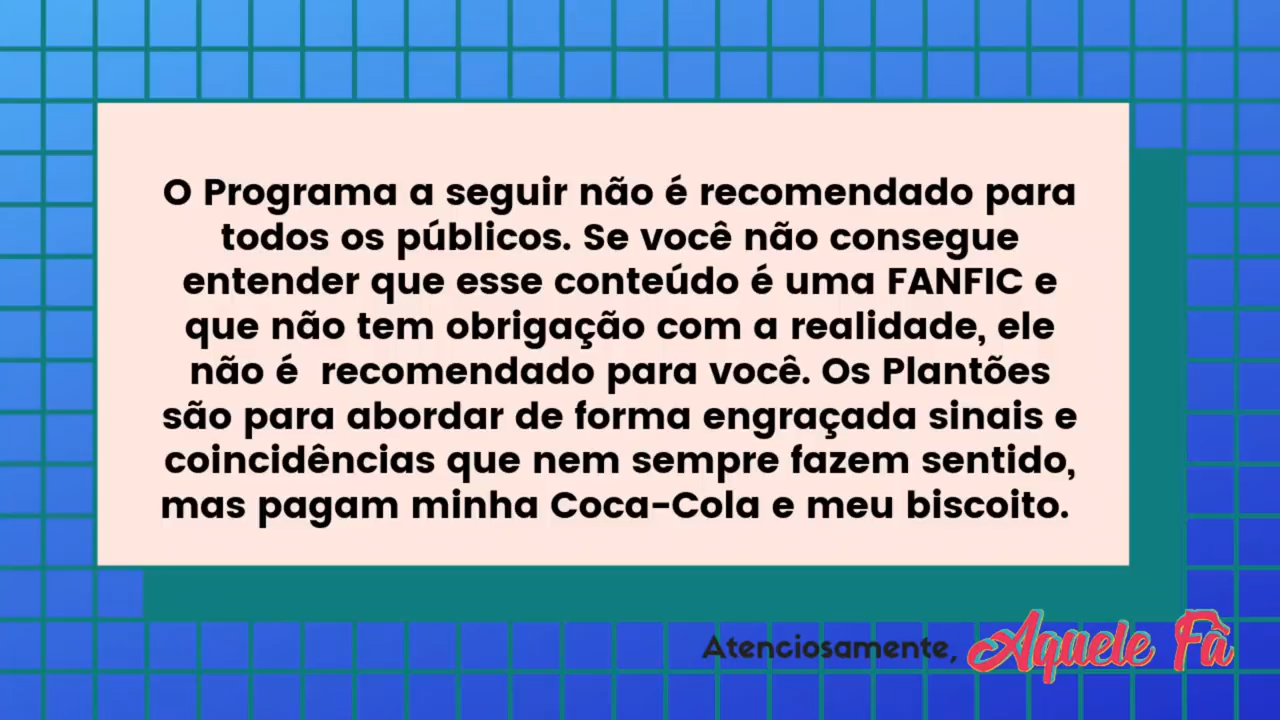 O Programa a seguir não é recomendado para
todos os públicos. Se você não consegue
entender que esse conteúdo é uma FANFIC e
que não tem obrigação com a realidade, ele
não é  recomendado para você. Os Plantões
são para abordar de forma engraçada sinais e
coincidências que nem sempre fazem sentido,
mas pagam minha Coca-Cola e meu biscoito.
Atenciosamente, Aquele Fã